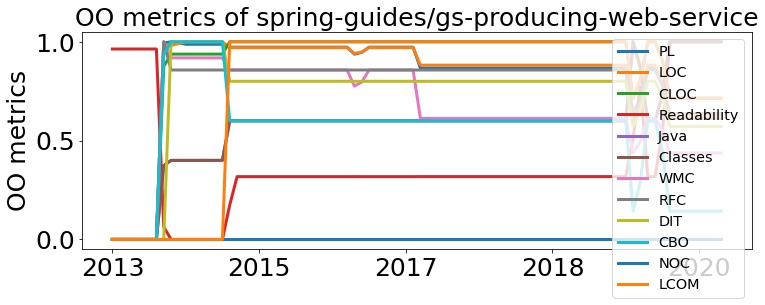 OO metrics of spring-guides/gs-producing-web-service
OO metrics
1.0
0.5
0.0
2013
2015
2017
2018
2020
PL
LOC
CLOC
Readability
Java
Classes
WMC
RFC
DIT
CBO
NOC
LCOM